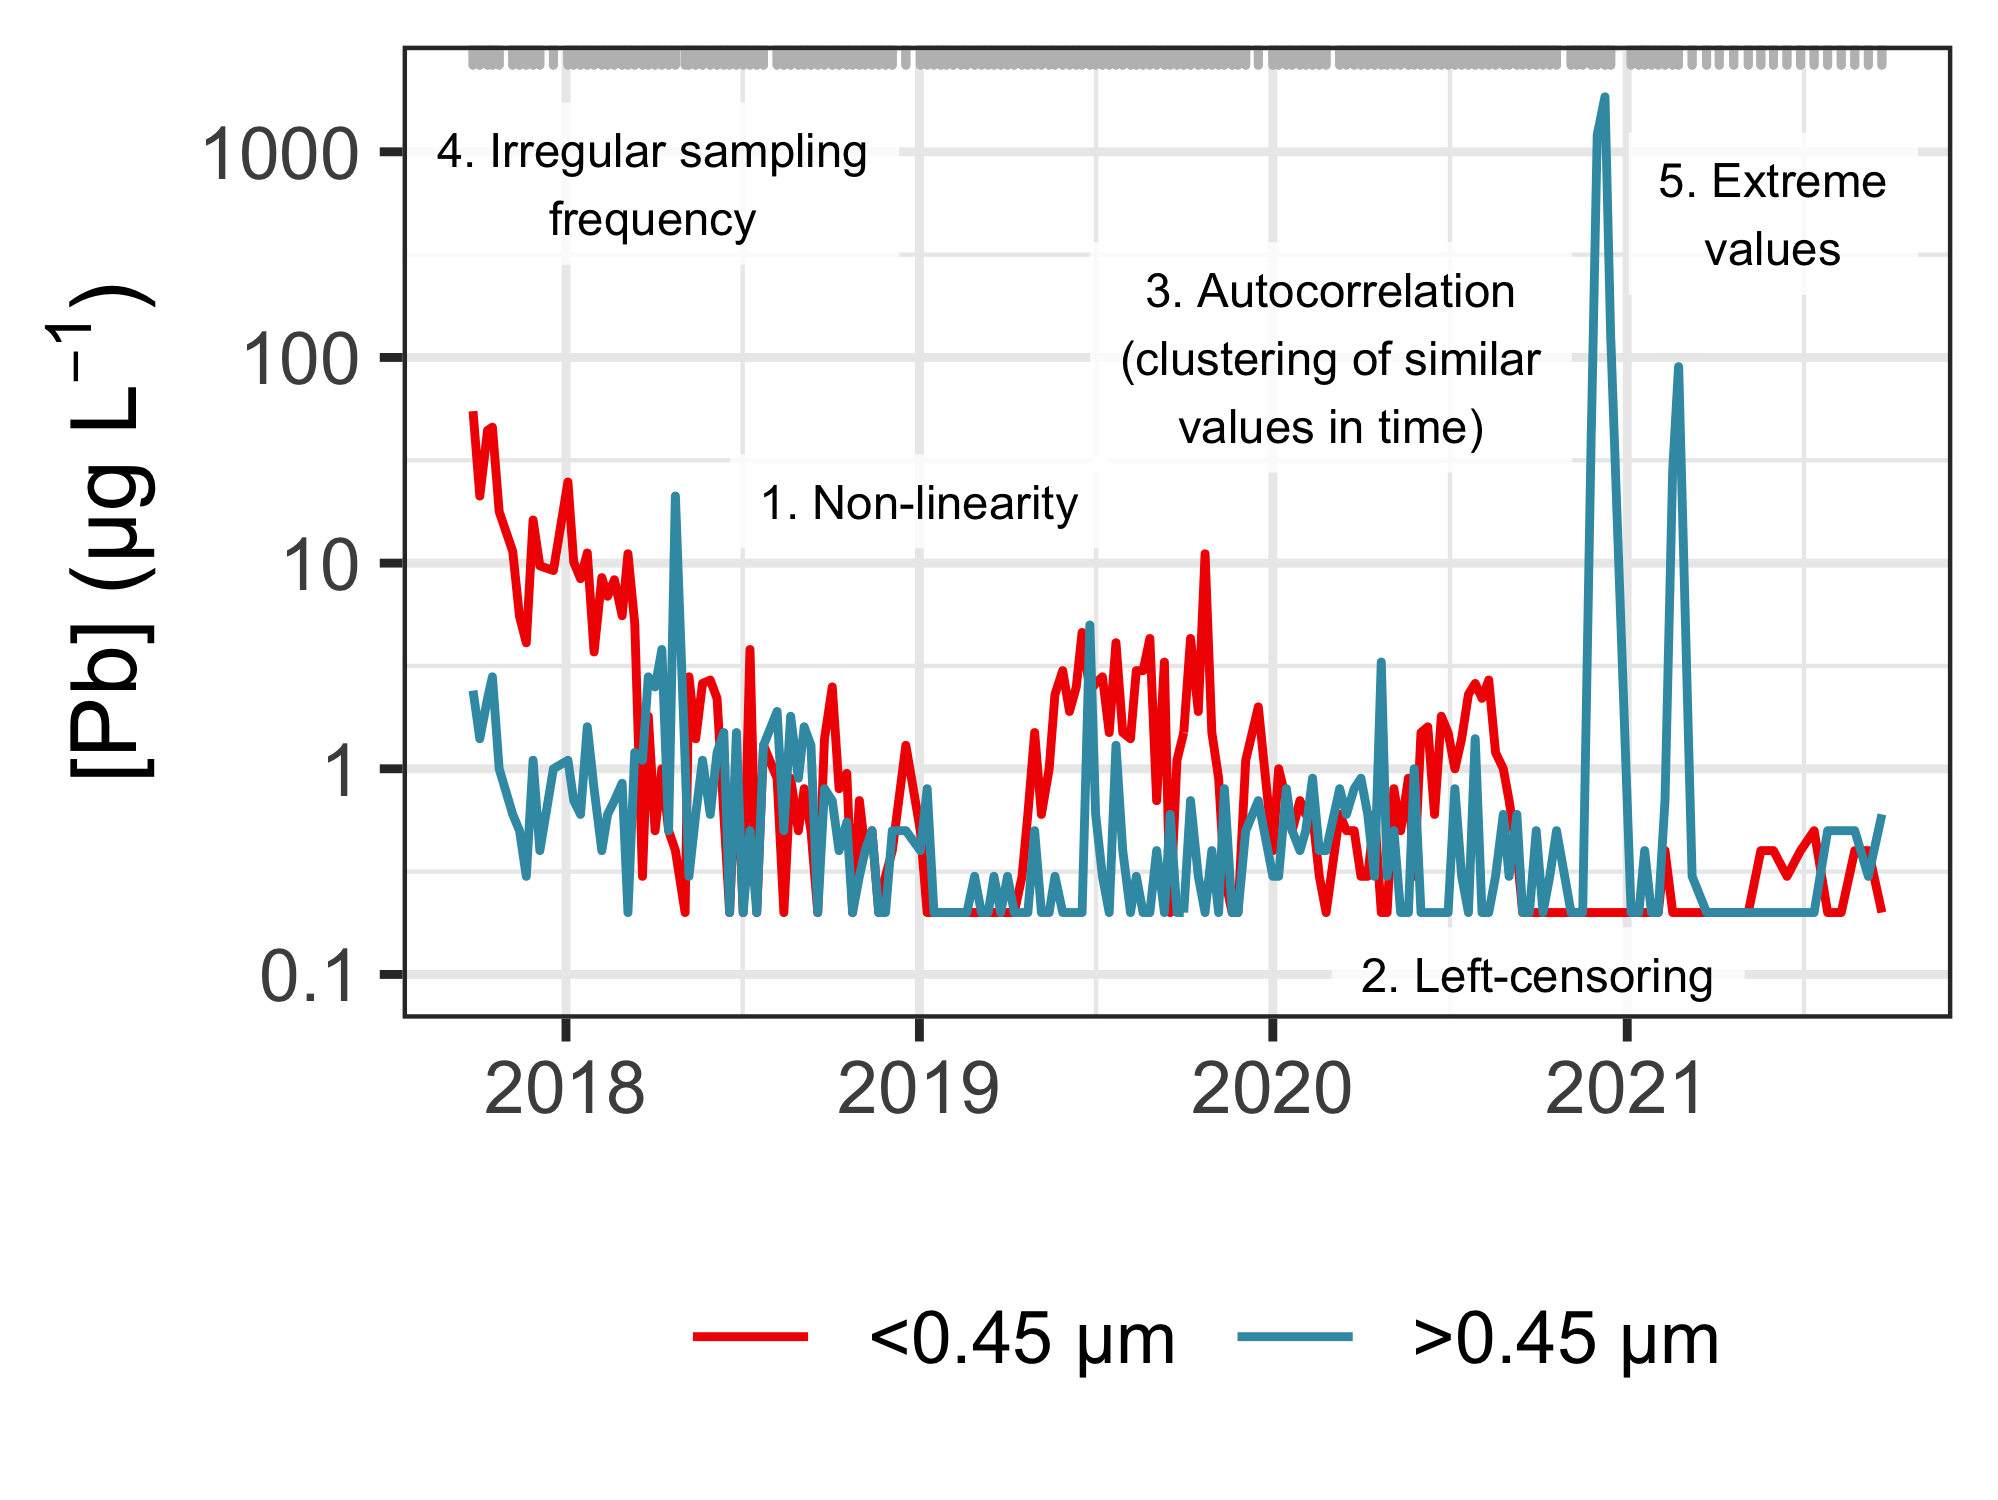 4. Irregular sampling
frequency
5. Extreme
values
3. Autocorrelation
(clustering of similar
values in time)
1. Non-linearity
2. Left-censoring
[Pb] (µg L⁻¹)
1000
100
10
1
0.1
2018 2019 2020 2021
<0.45 µm >0.45 µm